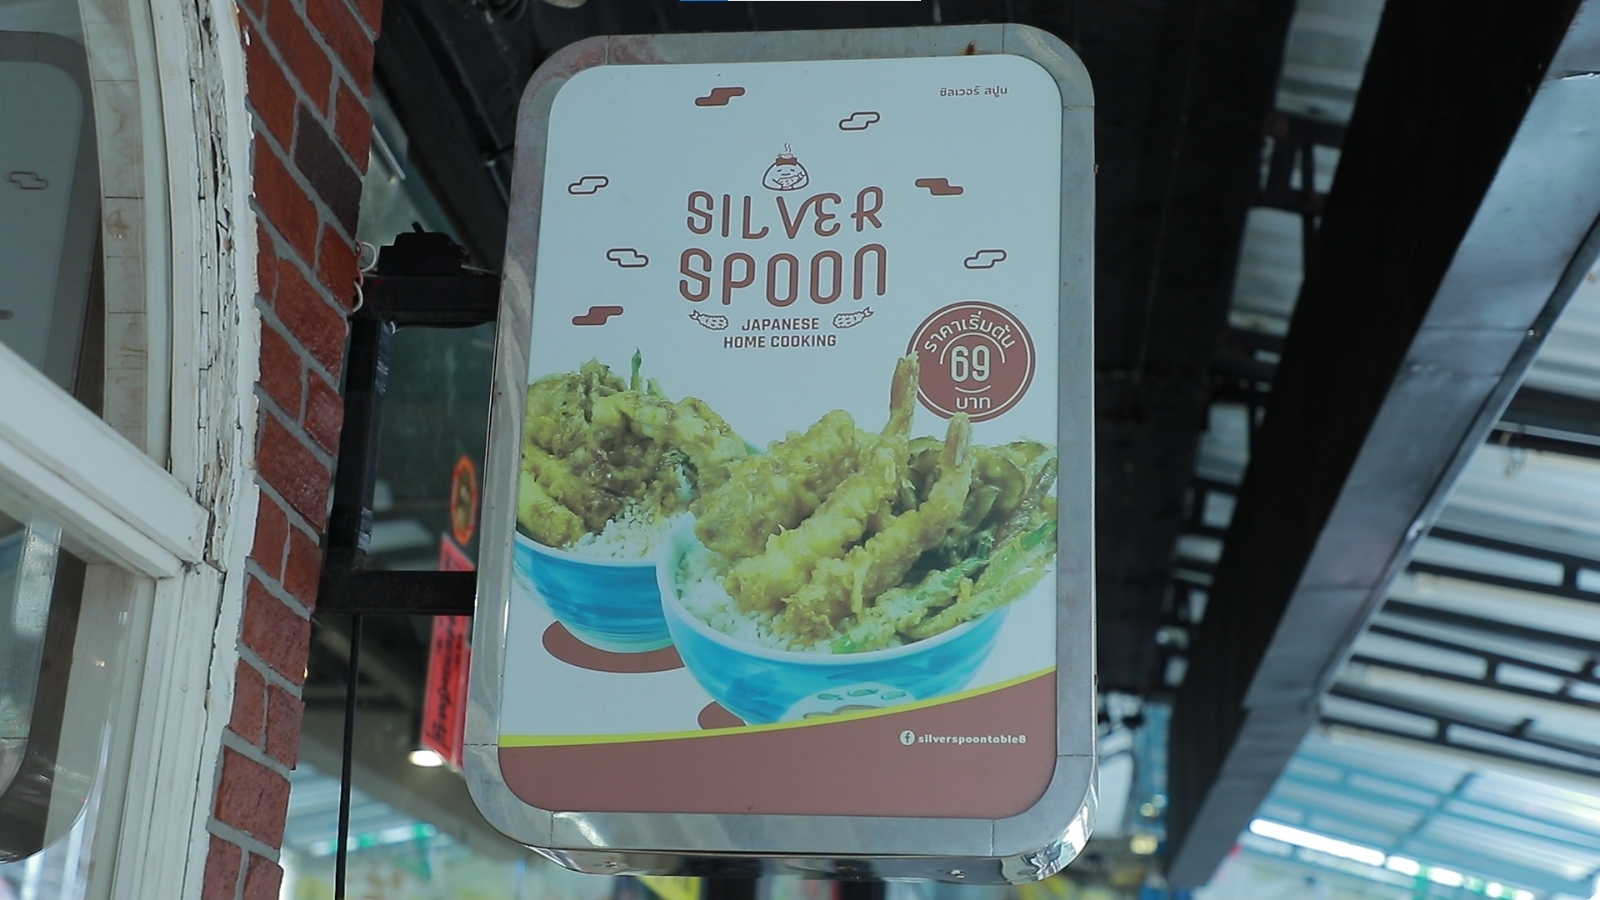 ซิลเวอร์ สปูน
SILVER
SPOON
JAPANESE
HOME COOKING
ราคาเริ่มต้น
69
บาท
silverspoontable8